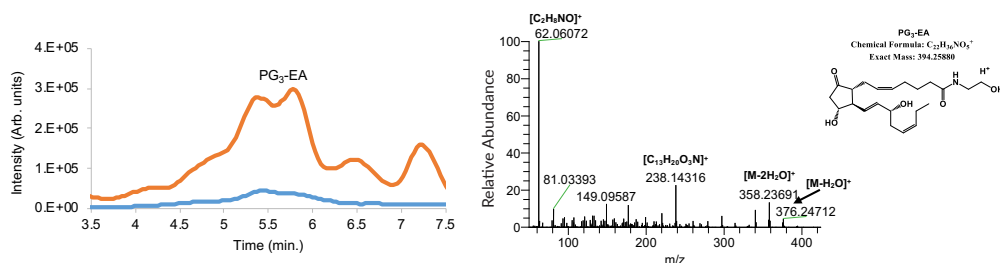 4.E+05
3.E+05
2.E+05
1.E+05
0.E+00
Intensity (Arb. units)
PG₃-EA
3.5 4 4.5 5 5.5 6 6.5 7 7.5
Time (min.)
[C₂H₈NO]⁺
62.06072
100
80
60
40
20
0
Relative Abundance
81.03393
149.09587
[C₁₃H₂₀O₃N]⁺
238.14316
[M-2H₂O]⁺
358.23691
[M-H₂O]⁺
376.24712
100 200 300 400
m/z
PG₃-EA
Chemical Formula: C₂₂H₃₆NO₅⁺
Exact Mass: 394.25880
O
H
N
O
H⁺
OH
OH
HO